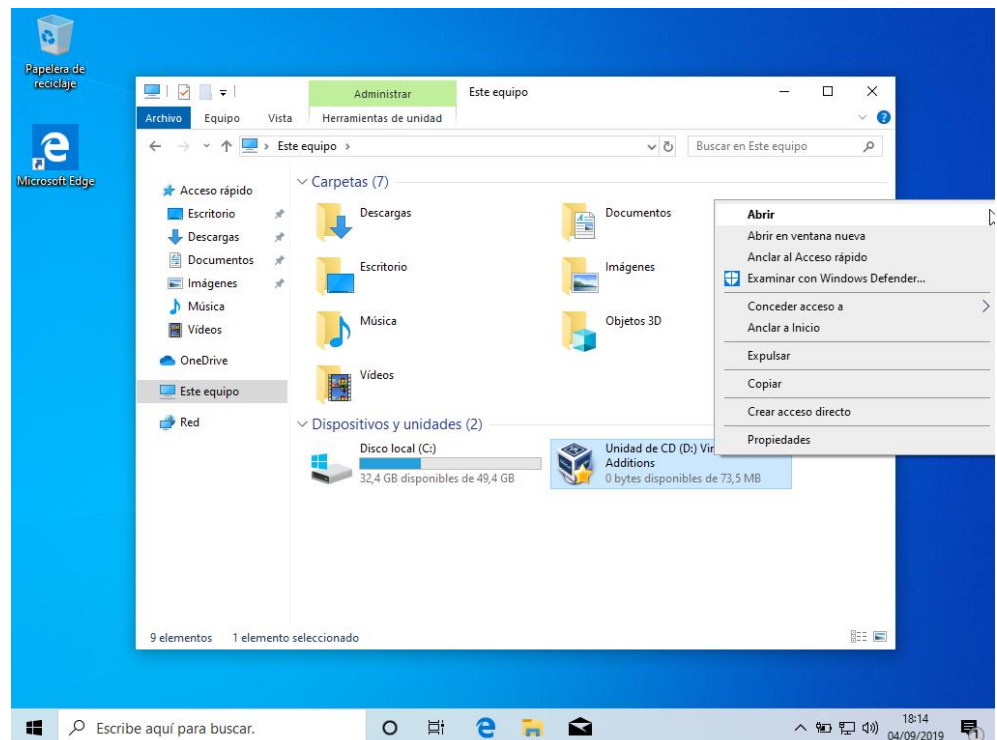 Papelera de
reciclaje
Microsoft Edge
Administrar
Este equipo
Archivo
Equipo
Vista
Herramientas de unidad
Este equipo
Buscar en Este equipo
Acceso rápido
Escritorio
Descargas
Documentos
Imágenes
Música
Vídeos
OneDrive
Este equipo
Red
Carpetas (7)
Descargas
Documentos
Escritorio
Imágenes
Música
Objetos 3D
Vídeos
Dispositivos y unidades (2)
Disco local (C:)
32,4 GB disponibles de 49,4 GB
Unidad de CD (D:) Vir
Additions
0 bytes disponibles de 73,5 MB
Abrir
Abrir en ventana nueva
Anclar al Acceso rápido
Examinar con Windows Defender...
Conceder acceso a
Anclar a Inicio
Expulsar
Copiar
Crear acceso directo
Propiedades
9 elementos
1 elemento seleccionado
Escribe aquí para buscar.
18:14
04/09/2019
1